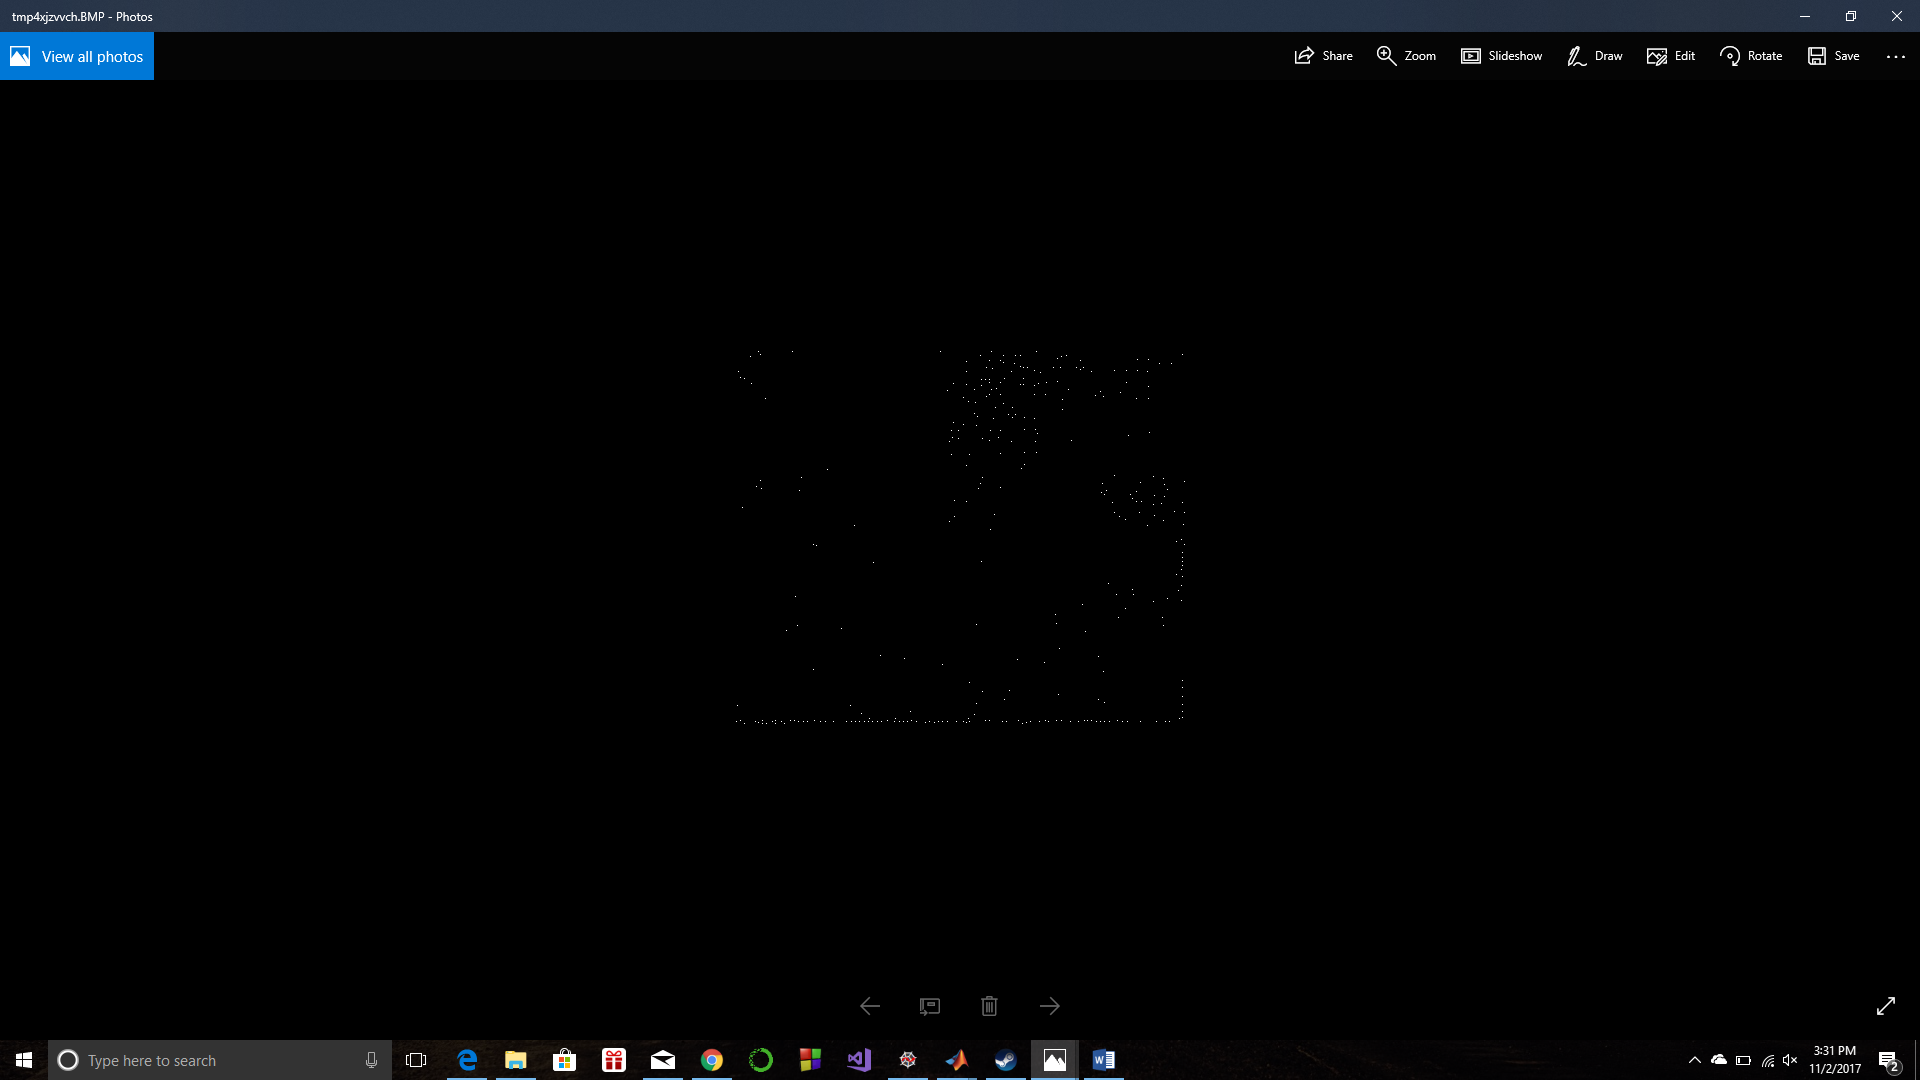 tmp4xjzvvch.BMP - Photos
View all photos
Share Zoom Slideshow Draw Edit Rotate Save
Type here to search
3:31 PM
11/2/2017
2